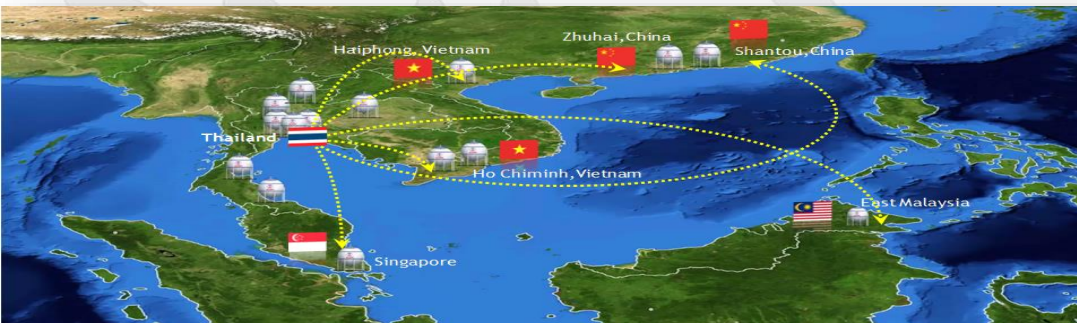 Zhuhai,China
Haiphong, Vietnam
Shantou,China
Thailand
Ho Chiminh,Vietnam
East Malaysia
Singapore